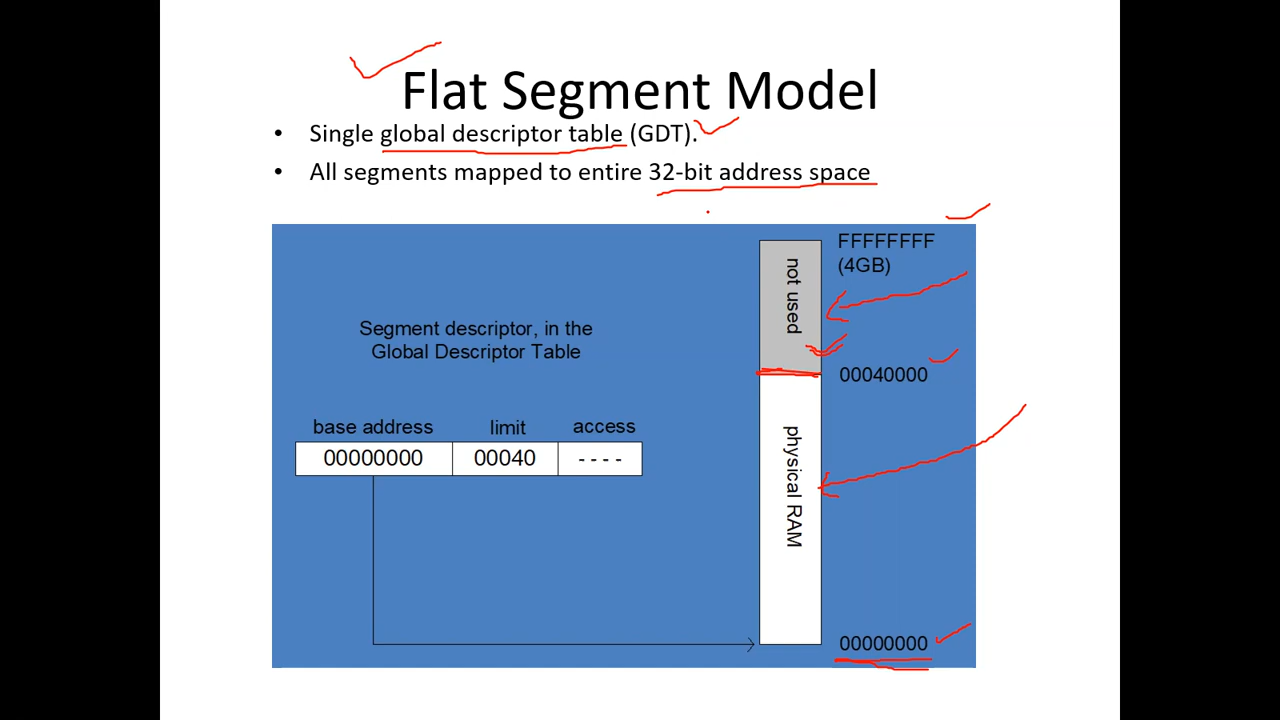 Flat Segment Model
• Single global descriptor table (GDT).
• All segments mapped to entire 32-bit address space
FFFFFFFF
(4GB)
not used
Segment descriptor, in the
Global Descriptor Table
00040000
base address limit access
00000000 00040 ----
physical RAM
00000000